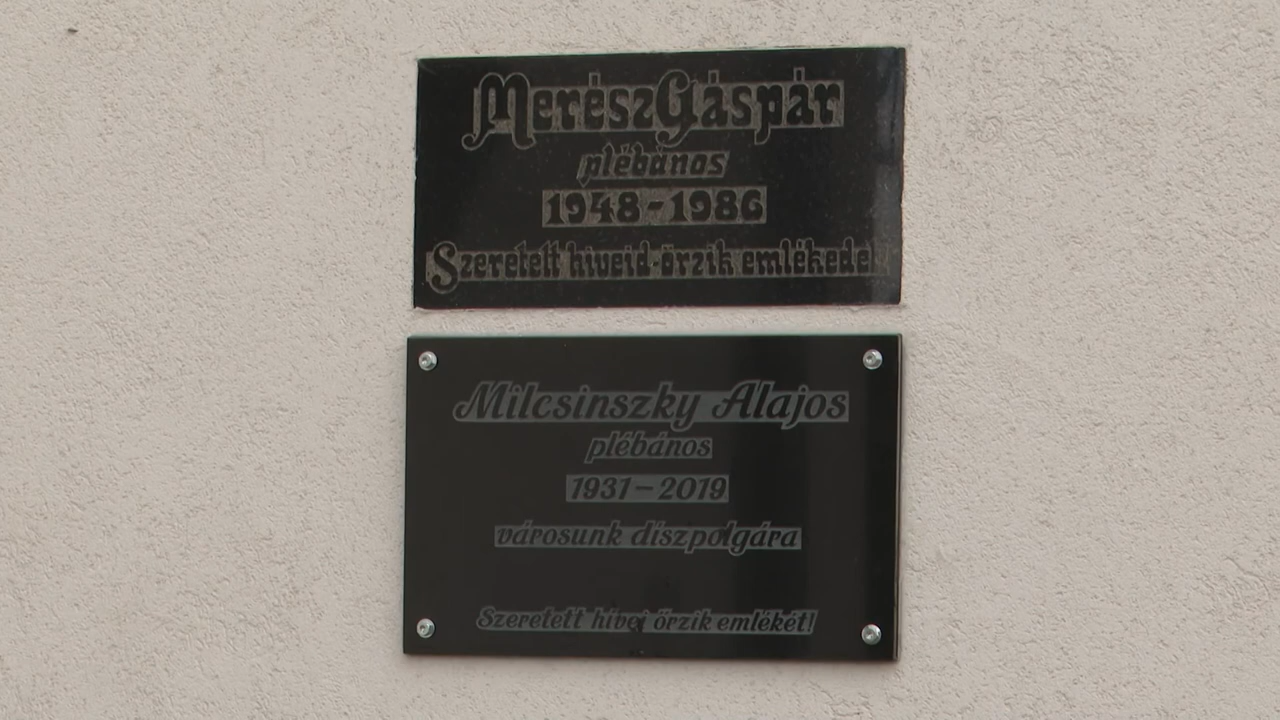 Merész Gáspár
plébános
1948-1986
Szeretett hiveid őrzik emlékedet
Milcsinszky Alajos
plébános
1931-2019
városunk díszpolgára
Szeretett hívei őrzik emlékét!